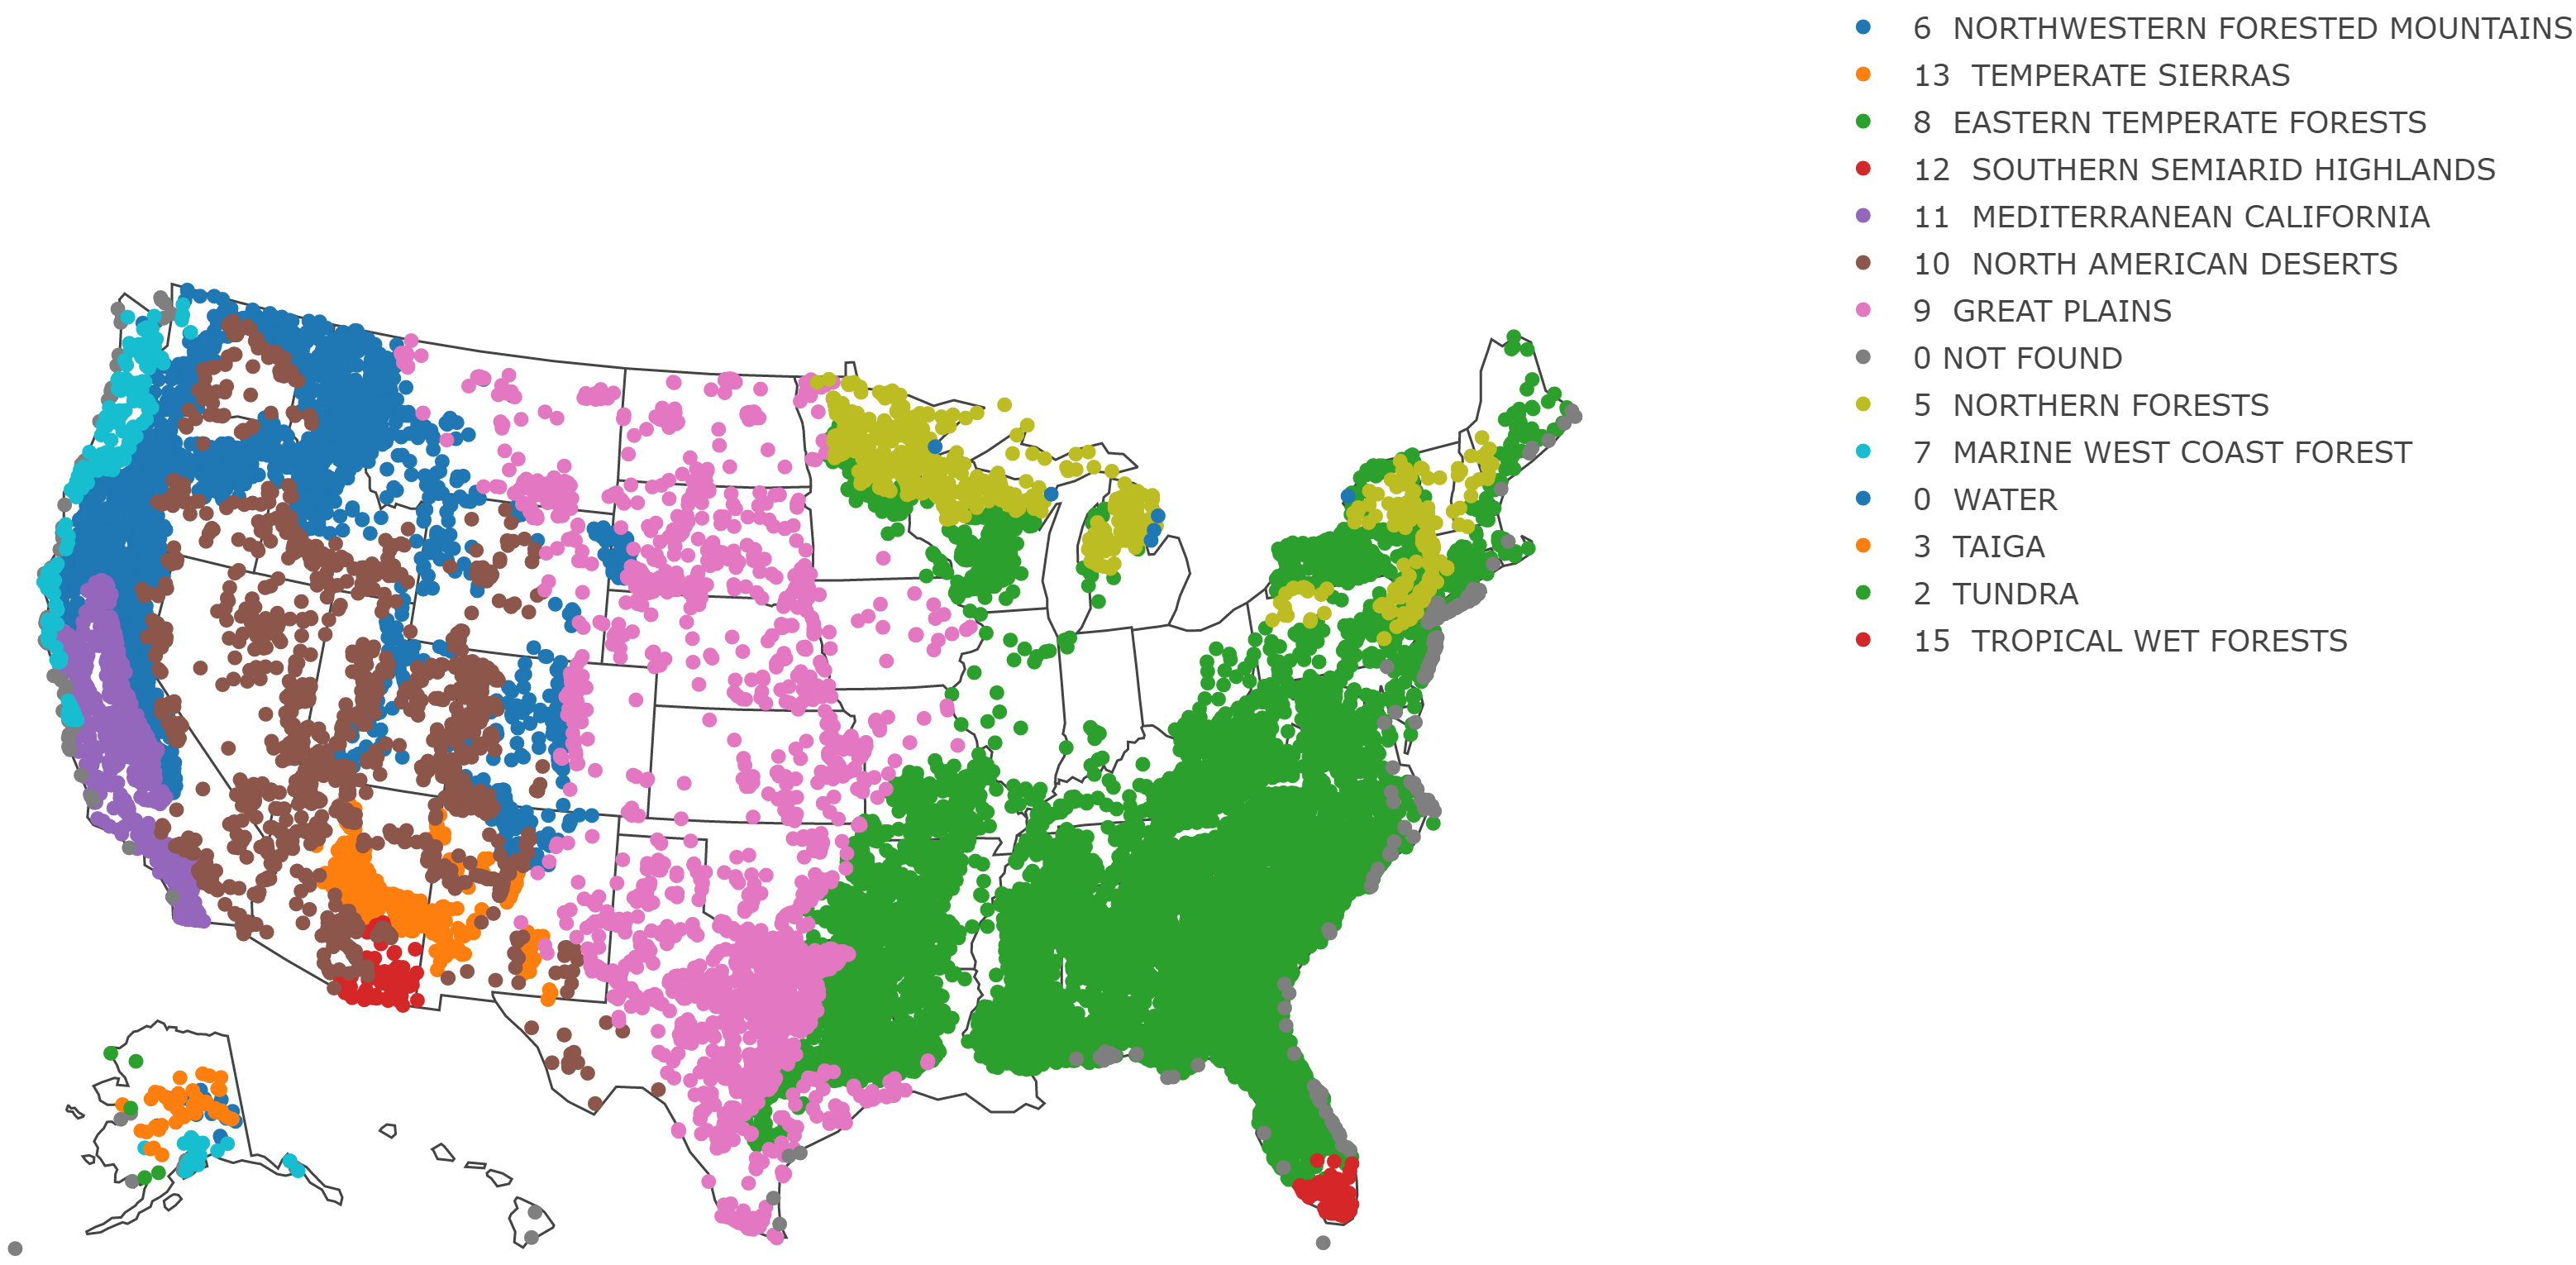 6  NORTHWESTERN FORESTED MOUNTAINS
13  TEMPERATE SIERRAS
8  EASTERN TEMPERATE FORESTS
12  SOUTHERN SEMIARID HIGHLANDS
11  MEDITERRANEAN CALIFORNIA
10  NORTH AMERICAN DESERTS
9  GREAT PLAINS
0 NOT FOUND
5  NORTHERN FORESTS
7  MARINE WEST COAST FOREST
0  WATER
3  TAIGA
2  TUNDRA
15  TROPICAL WET FORESTS